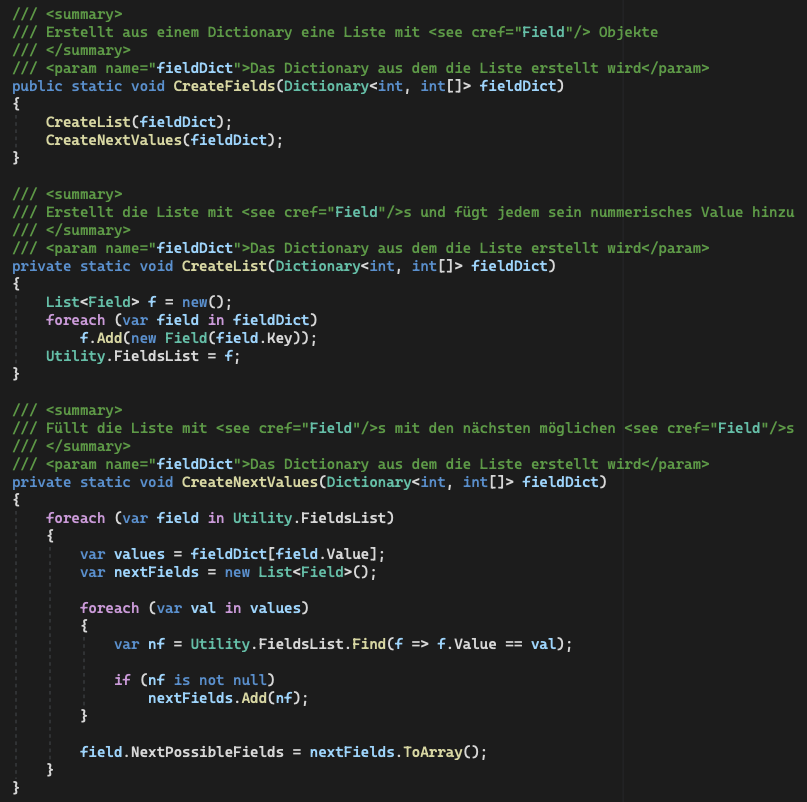 /// <summary>
/// Erstellt aus einem Dictionary eine Liste mit <see cref="Field"/> Objekte
/// </summary>
/// <param name="fieldDict">Das Dictionary aus dem die Liste erstellt wird</param>
public static void CreateFields(Dictionary<int, int[]> fieldDict)
{
    CreateList(fieldDict);
    CreateNextValues(fieldDict);
}

/// <summary>
/// Erstellt die Liste mit <see cref="Field"/>s und fügt jedem sein nummerisches Value hinzu
/// </summary>
/// <param name="fieldDict">Das Dictionary aus dem die Liste erstellt wird</param>
private static void CreateList(Dictionary<int, int[]> fieldDict)
{
    List<Field> f = new();
    foreach (var field in fieldDict)
        f.Add(new Field(field.Key));
    Utility.FieldsList = f;
}

/// <summary>
/// Füllt die Liste mit <see cref="Field"/>s mit den nächsten möglichen <see cref="Field"/>s
/// </summary>
/// <param name="fieldDict">Das Dictionary aus dem die Liste erstellt wird</param>
private static void CreateNextValues(Dictionary<int, int[]> fieldDict)
{
    foreach (var field in Utility.FieldsList)
    {
        var values = fieldDict[field.Value];
        var nextFields = new List<Field>();

        foreach (var val in values)
        {
            var nf = Utility.FieldsList.Find(f => f.Value == val);

            if (nf is not null)
                nextFields.Add(nf);
        }

        field.NextPossibleFields = nextFields.ToArray();
    }
}